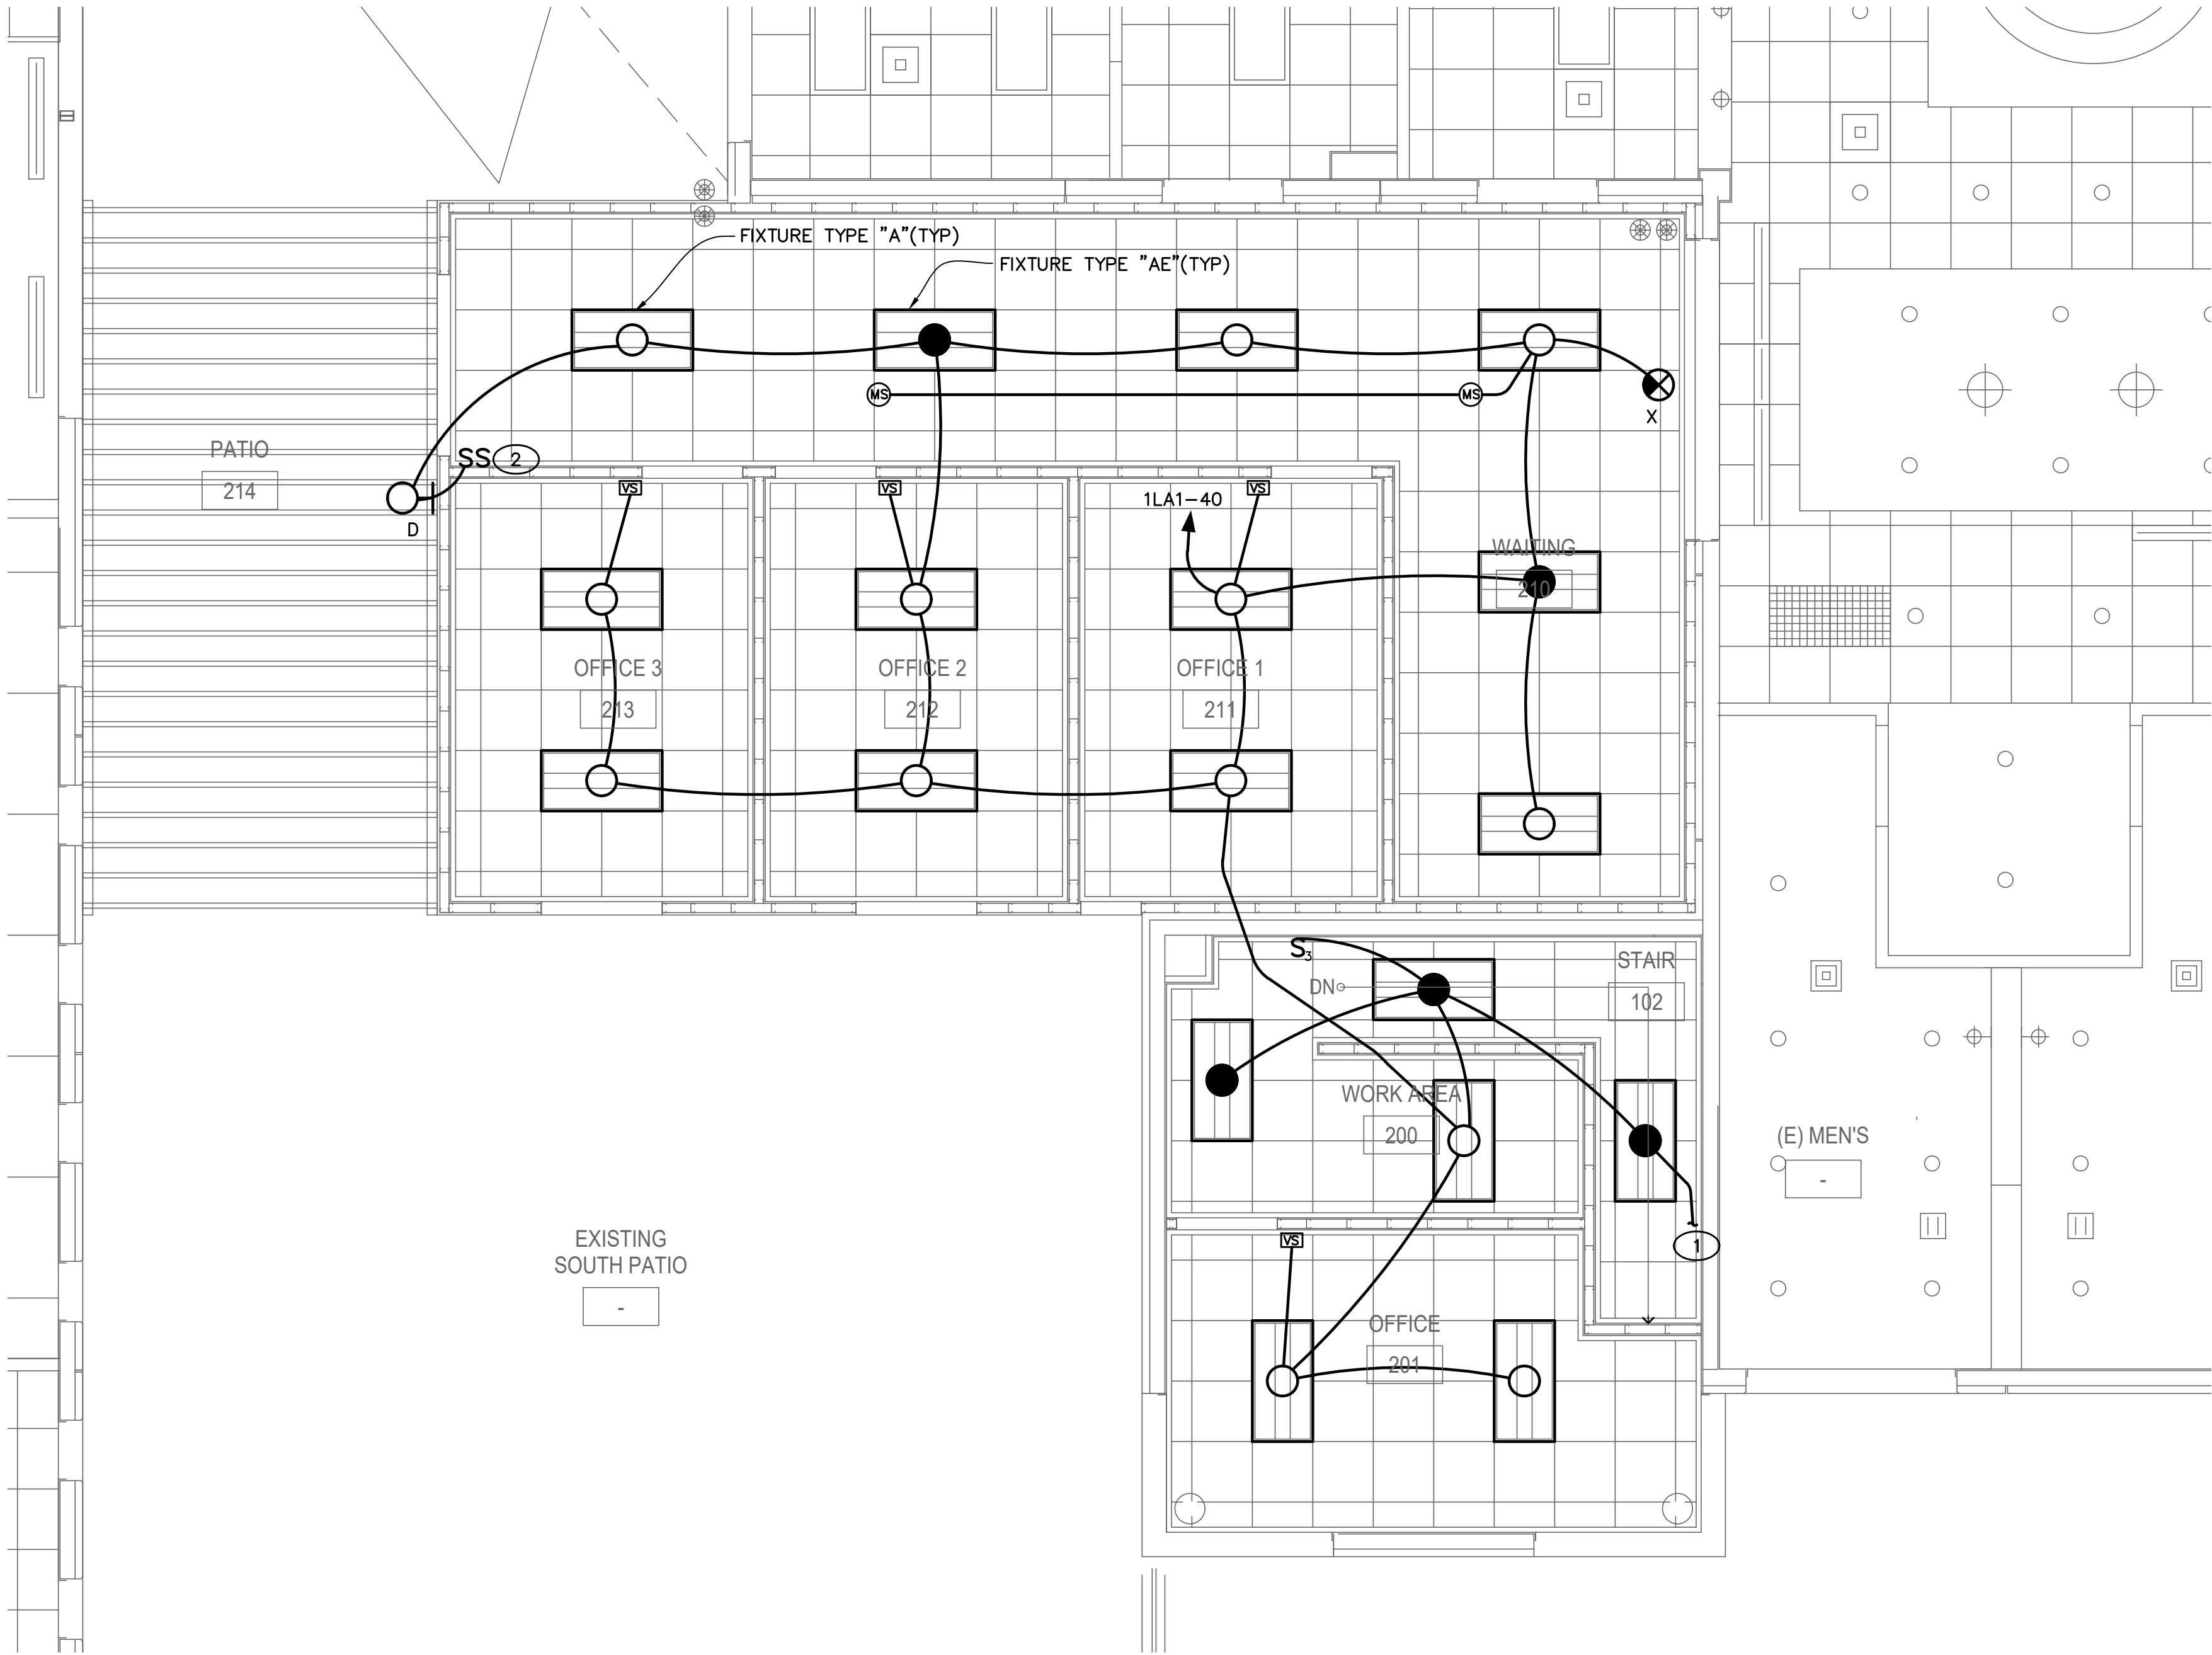 FIXTURE TYPE "A"(TYP)
FIXTURE TYPE "AE"(TYP)
MS
MS
X
PATIO
214
SS
2
D
VS
VS
VS
1LA1-40
WAITING
210
OFFICE 3
213
OFFICE 2
212
OFFICE 1
211
S3
DN
STAIR
102
WORK AREA
200
(E) MEN'S
-
1
VS
EXISTING
SOUTH PATIO
-
OFFICE
201